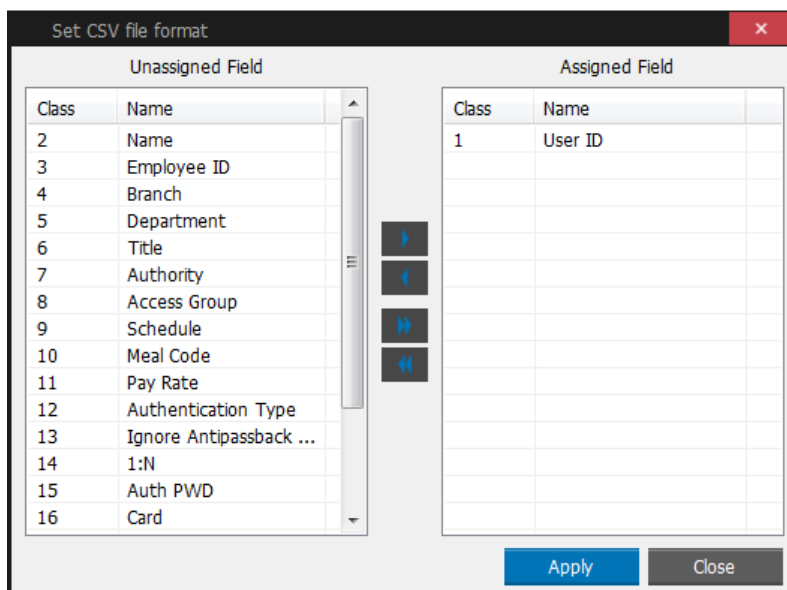 Set CSV file format
Unassigned Field
Class Name
2 Name
3 Employee ID
4 Branch
5 Department
6 Title
7 Authority
8 Access Group
9 Schedule
10 Meal Code
11 Pay Rate
12 Authentication Type
13 Ignore Antipassback ...
14 1:N
15 Auth PWD
16 Card
Assigned Field
Class Name
1 User ID
Apply Close